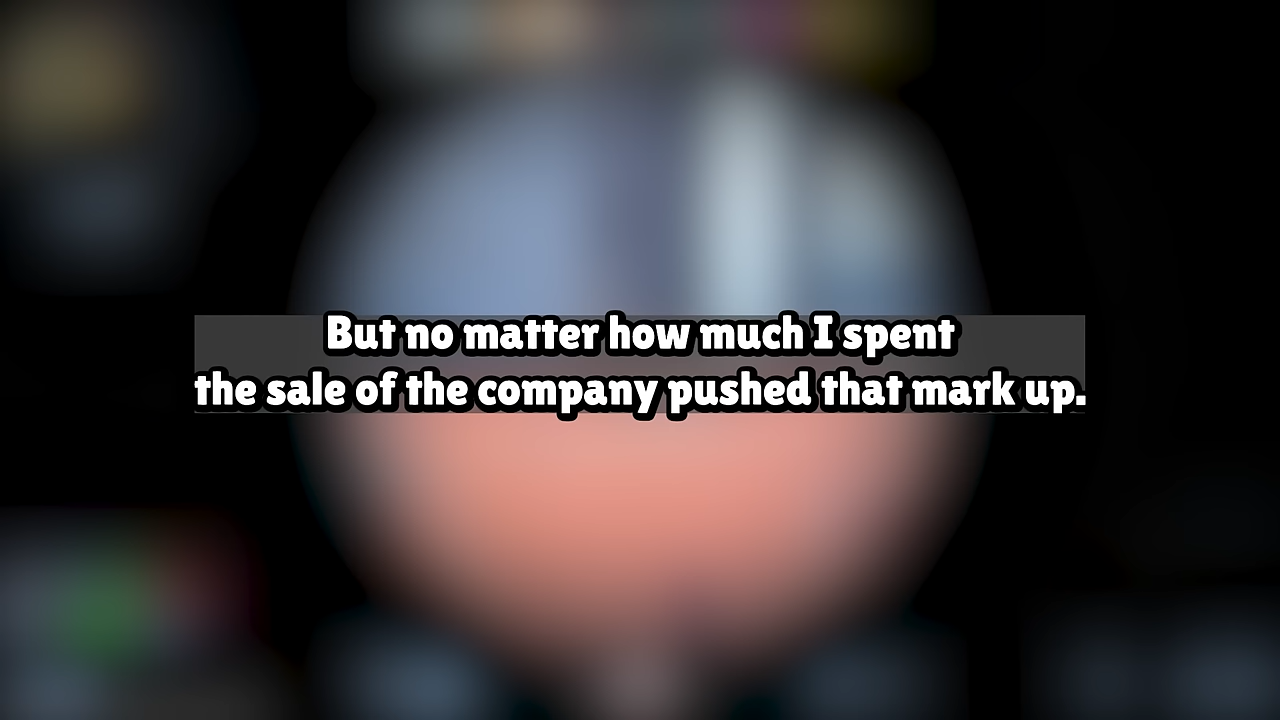 But no matter how much I spent
the sale of the company pushed that mark up.